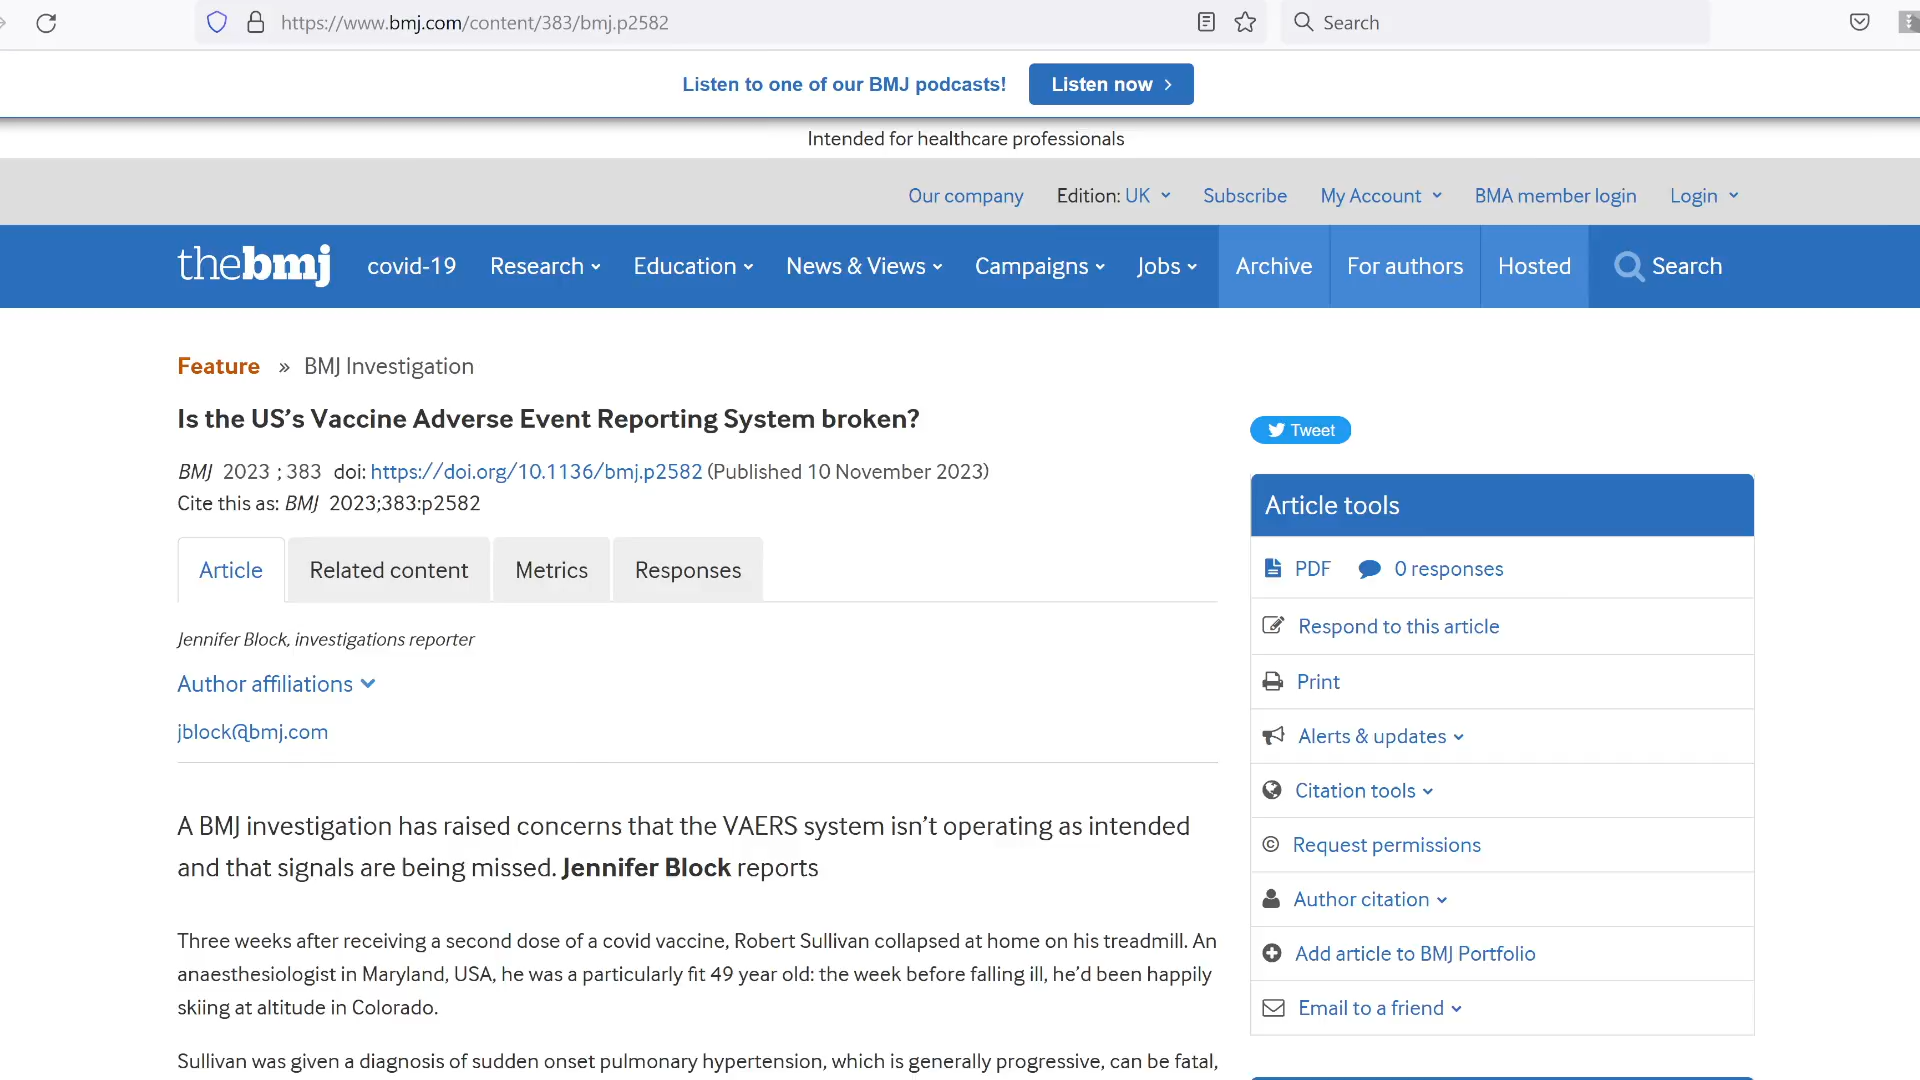 https://www.bmj.com/content/383/bmj.p2582
Search
Listen to one of our BMJ podcasts!
Listen now
Intended for healthcare professionals
Our company
Edition: UK
Subscribe
My Account
BMA member login
Login
thebmj
covid-19
Research
Education
News & Views
Campaigns
Jobs
Archive
For authors
Hosted
Search
Feature » BMJ Investigation
Is the US’s Vaccine Adverse Event Reporting System broken?
BMJ 2023 ; 383 doi: https://doi.org/10.1136/bmj.p2582 (Published 10 November 2023)
Cite this as: BMJ 2023;383:p2582
Article
Related content
Metrics
Responses
Jennifer Block, investigations reporter
Author affiliations
jblock@bmj.com
A BMJ investigation has raised concerns that the VAERS system isn’t operating as intended
and that signals are being missed. Jennifer Block reports
Three weeks after receiving a second dose of a covid vaccine, Robert Sullivan collapsed at home on his treadmill. An
anaesthesiologist in Maryland, USA, he was a particularly fit 49 year old: the week before falling ill, he’d been happily
skiing at altitude in Colorado.
Sullivan was given a diagnosis of sudden onset pulmonary hypertension, which is generally progressive, can be fatal,
Tweet
Article tools
PDF
0 responses
Respond to this article
Print
Alerts & updates
Citation tools
© Request permissions
Author citation
Add article to BMJ Portfolio
Email to a friend